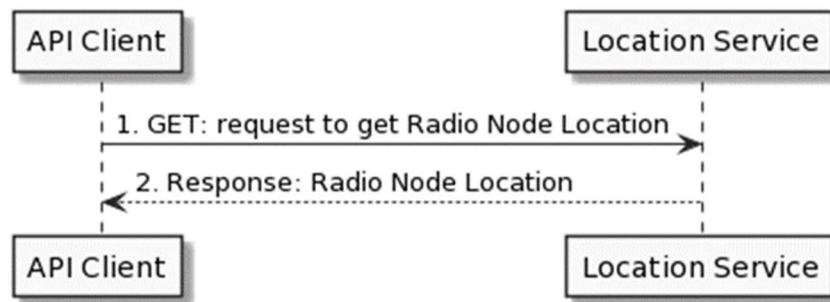 API Client
Location Service
1. GET: request to get Radio Node Location
2. Response: Radio Node Location
API Client
Location Service